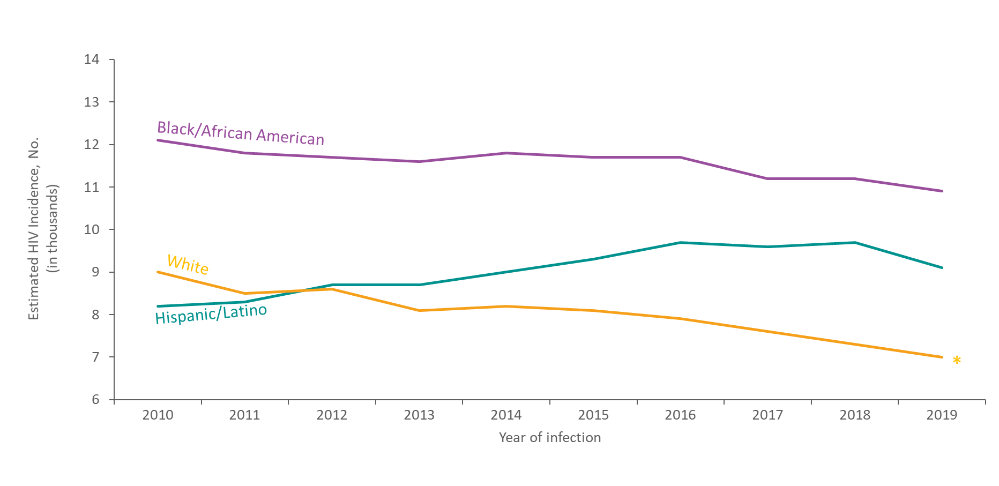 14
13
12
11
10
9
8
7
6
Estimated HIV Incidence, No.
(in thousands)
Black/African American
White
Hispanic/Latino
*
2010 2011 2012 2013 2014 2015 2016 2017 2018 2019
Year of infection